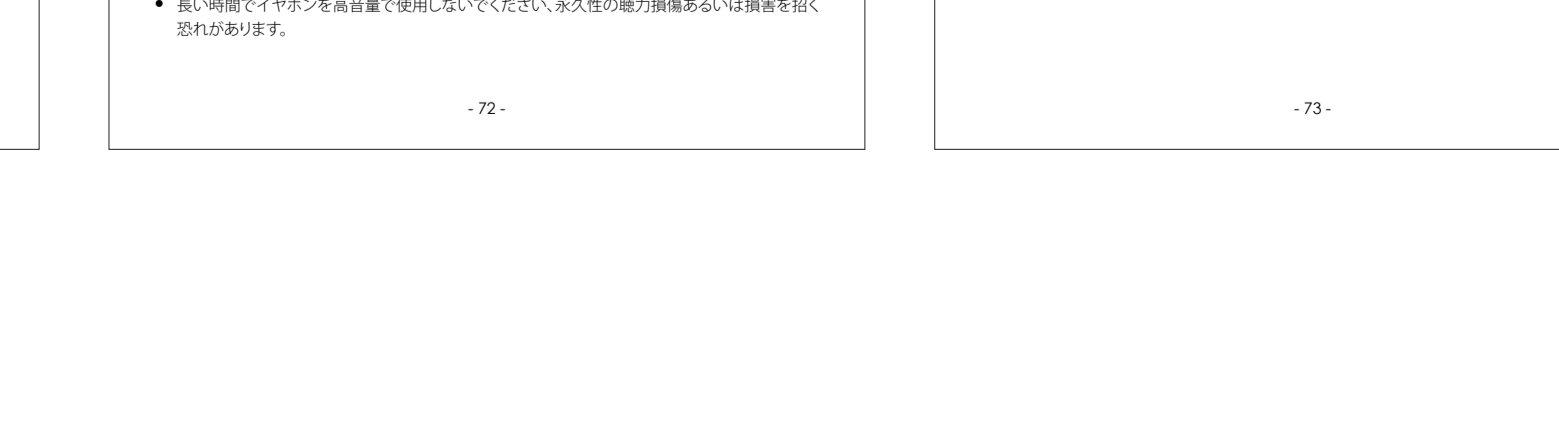 ● 長い時間でイヤホンを高音量で使用しないでください、永久性の聴力損傷あるいは損害を招く
恐れがあります。
- 72 -
- 73 -